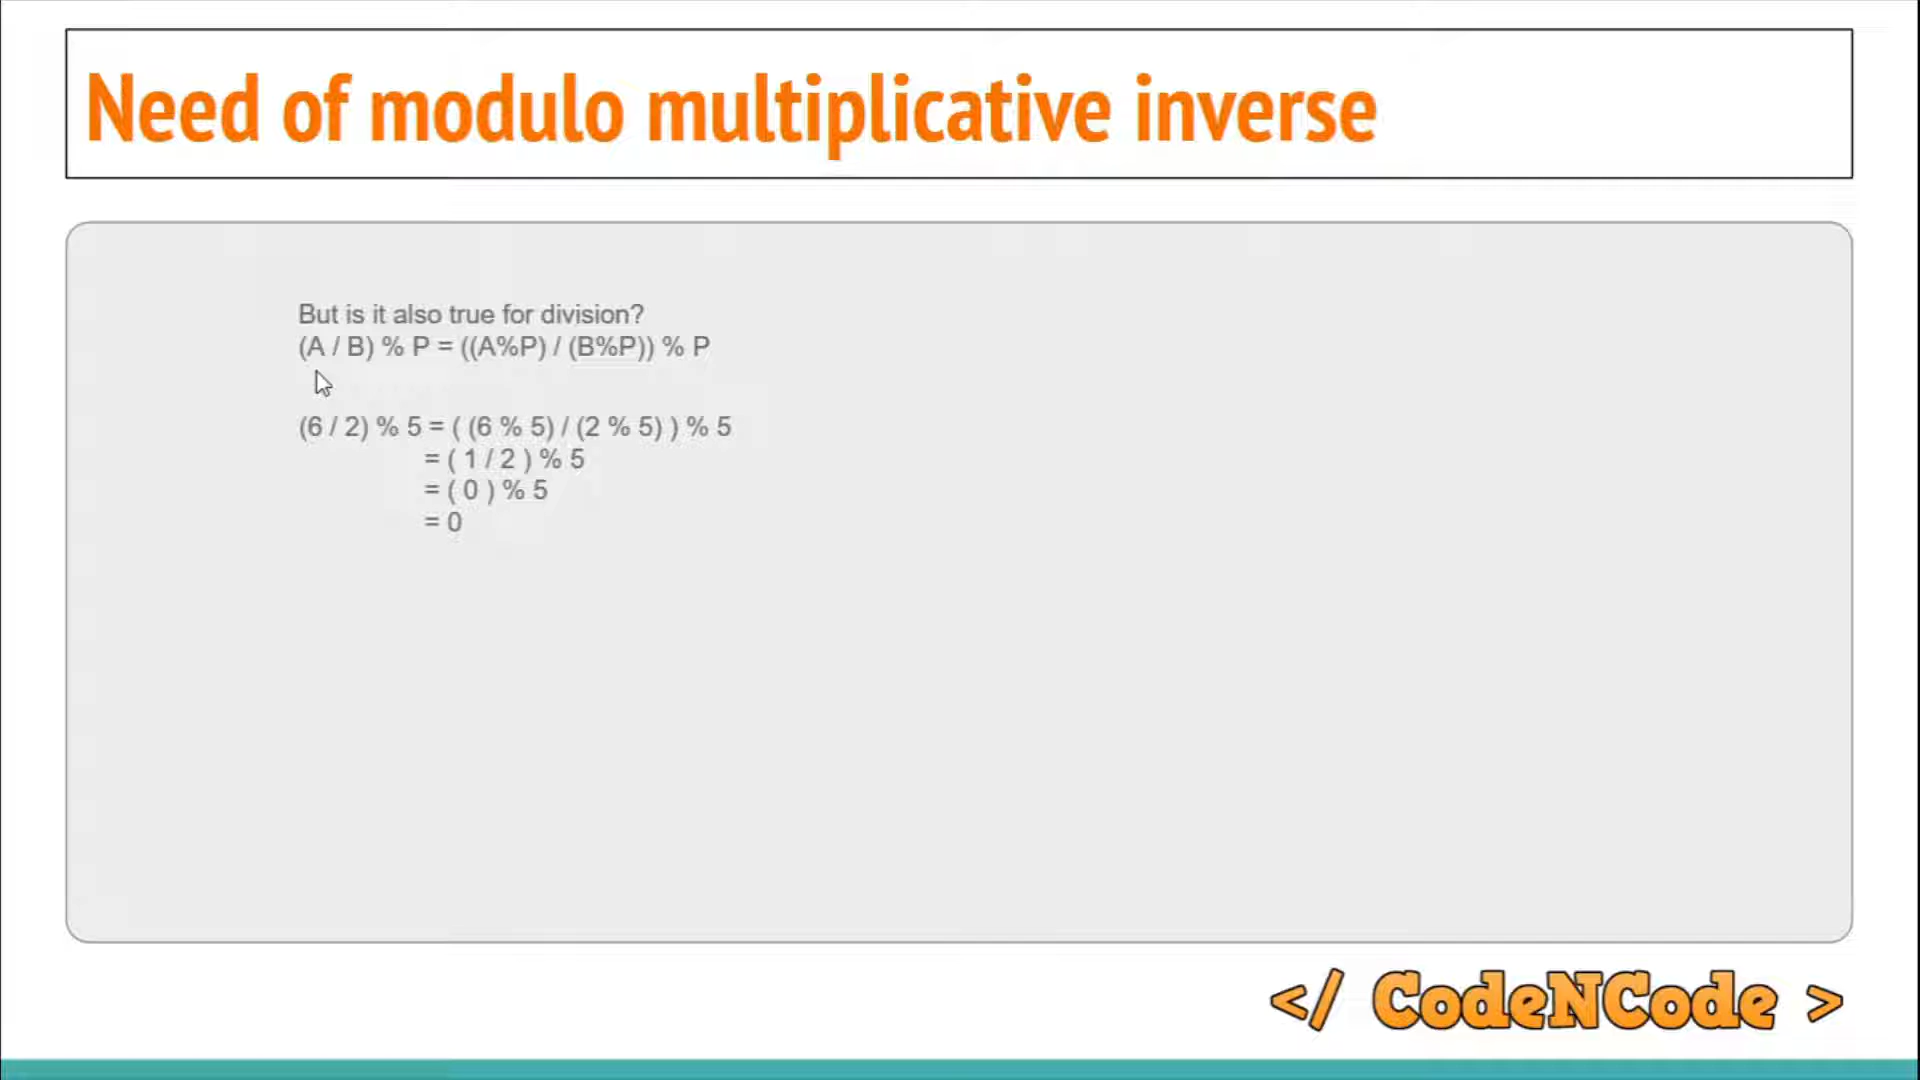 Need of modulo multiplicative inverse
But is it also true for division?
(A / B) % P = ((A%P) / (B%P)) % P
(6 / 2) % 5 = ( (6 % 5) / (2 % 5) ) % 5
= ( 1 / 2 ) % 5
= ( 0 ) % 5
= 0
</ CodeNCode >